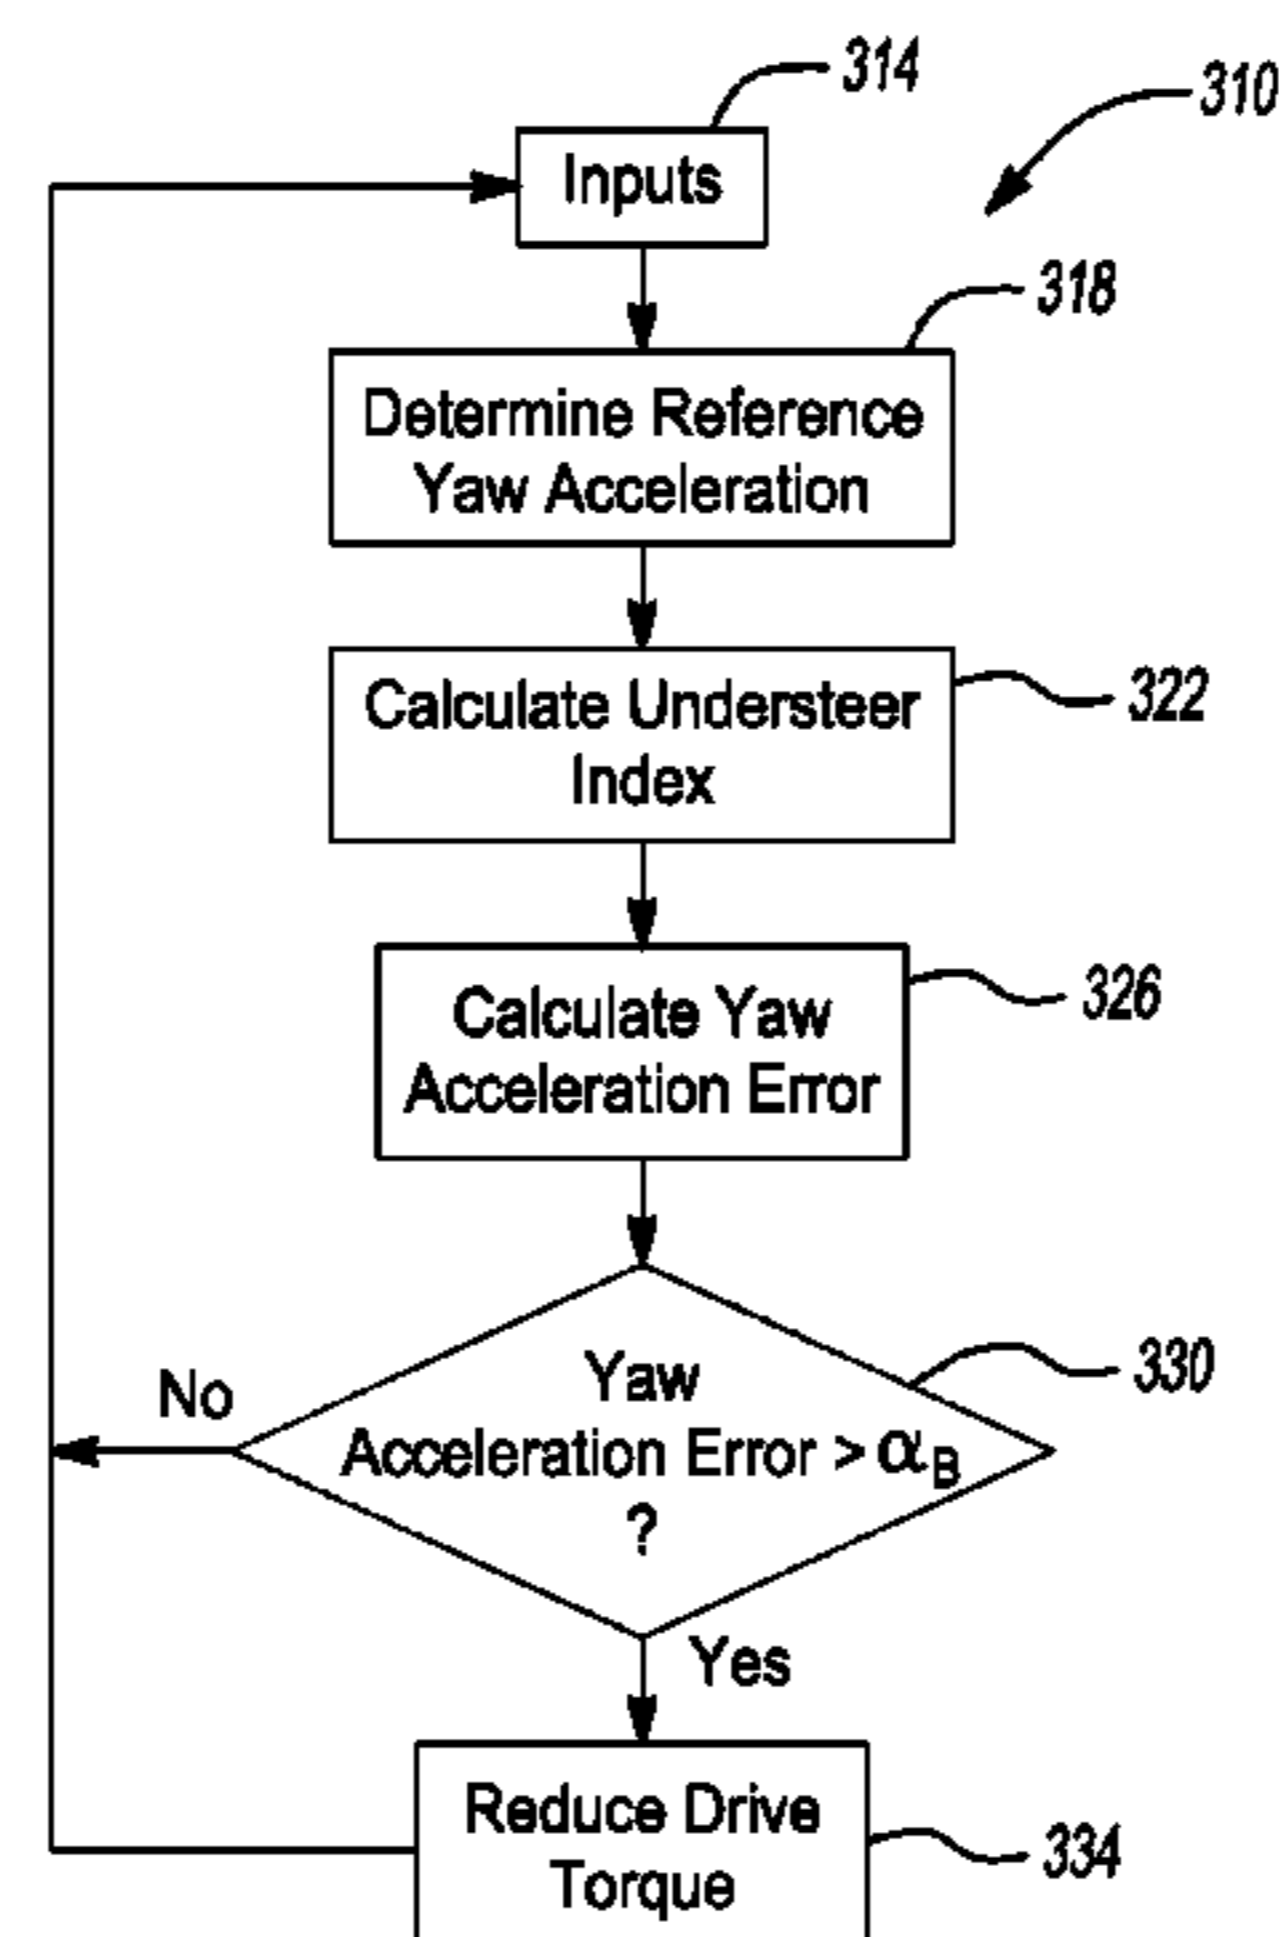 314
310
Inputs
318
Determine Reference
Yaw Acceleration
322
Calculate Understeer
Index
326
Calculate Yaw
Acceleration Error
330
No
Yaw
Acceleration Error > αB
?
Yes
Reduce Drive
Torque
334